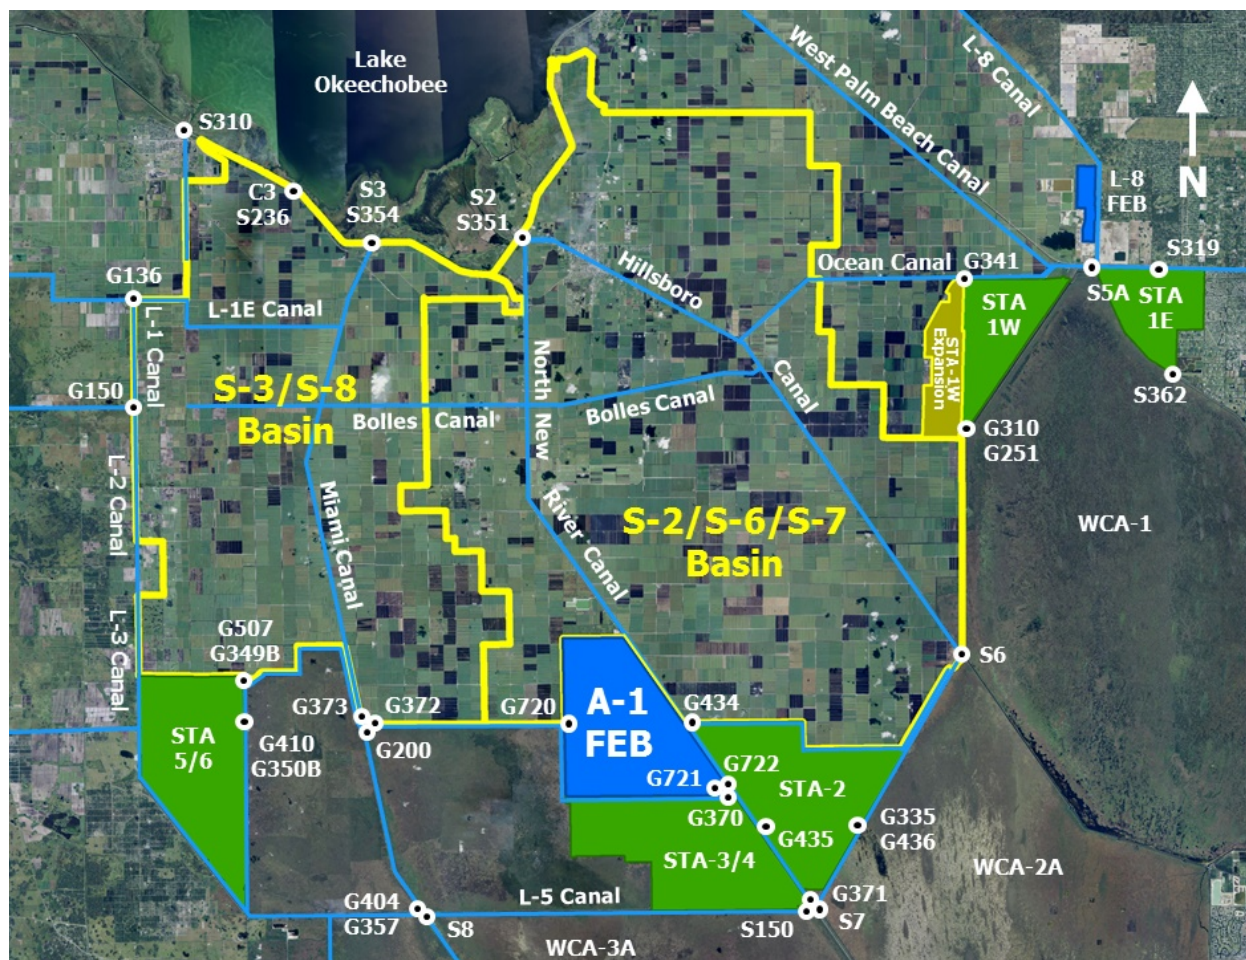 Lake
Okeechobee
West Palm Beach Canal
L-8 Canal
N
S310
C3
S236
S3
S354
S2
S351
L-8
FEB
S319
G136
L-1E Canal
L-1 Canal
Hillsboro
Canal
Ocean Canal
G341
S5A
STA
1W
STA
1E
STA-1W
Expansion
S362
G150
S-3/S-8
Basin
Bolles Canal
North New
River Canal
Bolles Canal
G310
G251
L-2 Canal
Miami Canal
S-2/S-6/S-7
Basin
WCA-1
L-3 Canal
G507
G349B
S6
G373
G372
G200
G720
A-1
FEB
G434
STA
5/6
G410
G350B
G721
G722
G370
STA-2
G435
G335
G436
STA-3/4
WCA-2A
L-5 Canal
G404
G357
S8
G371
S7
S150
WCA-3A